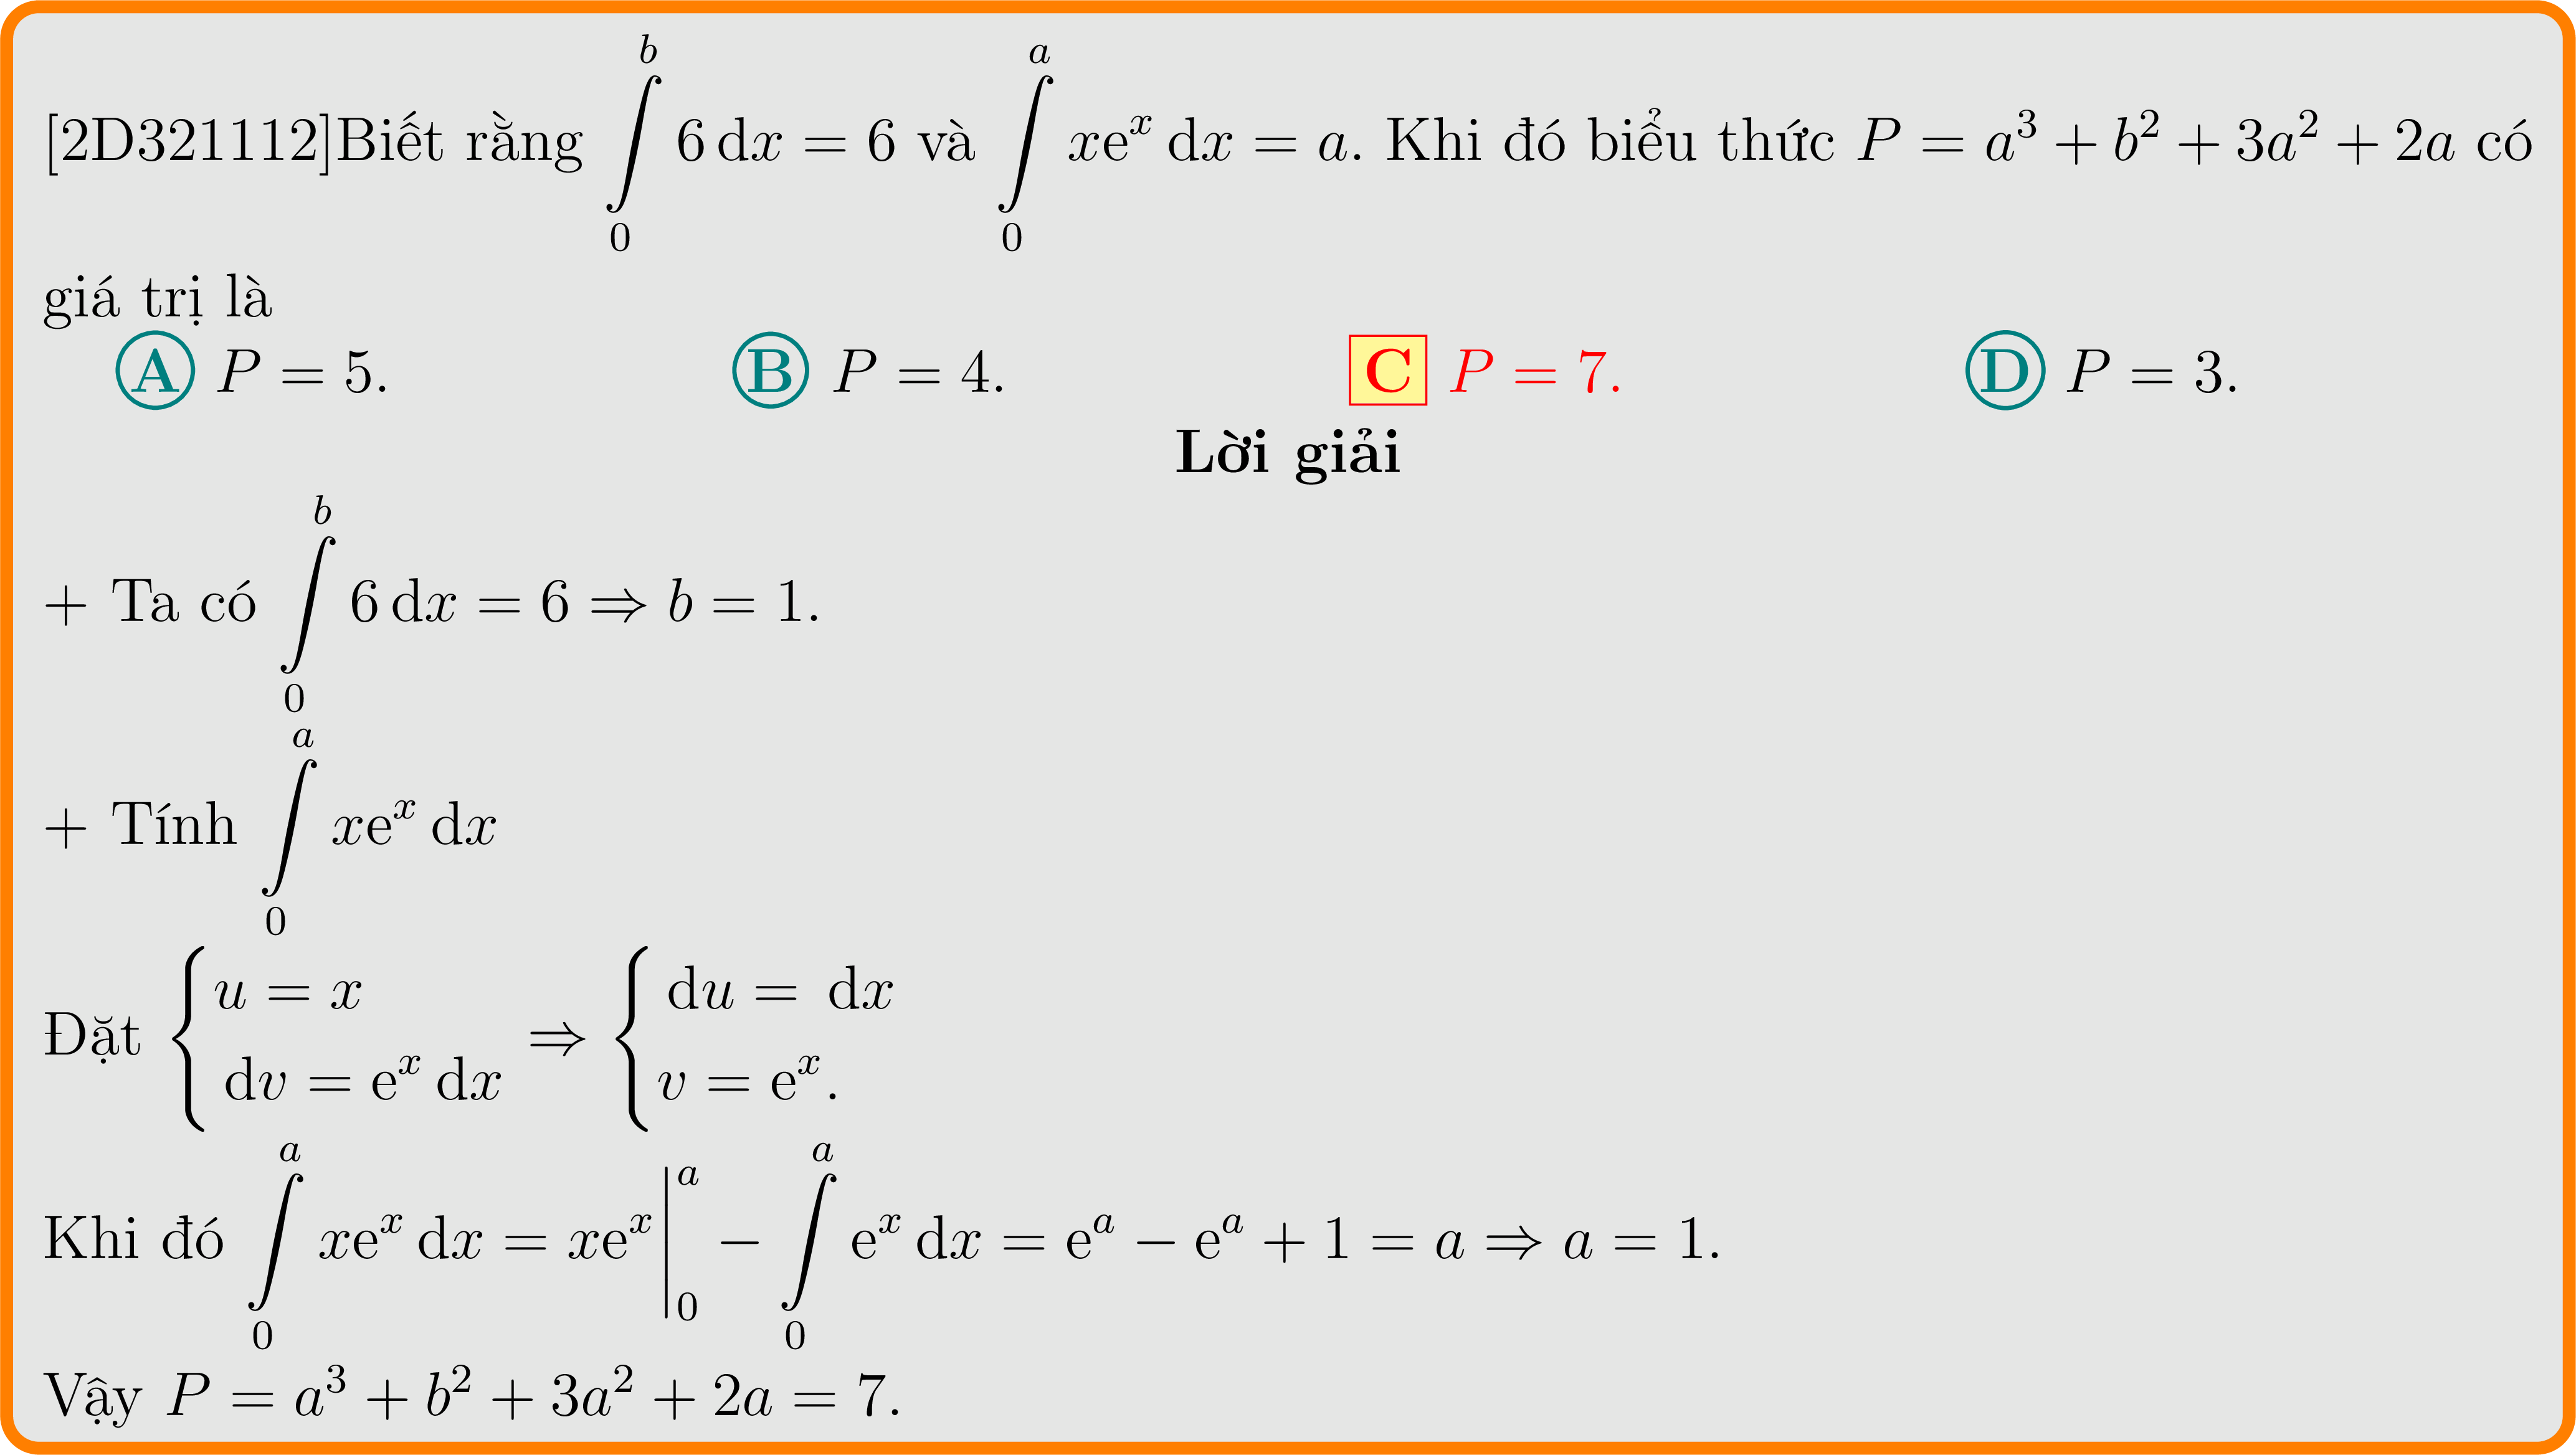 [2D321112]Biết rằng $\int\limits_0^b 6\,\mathrm{d}x = 6$ và $\int\limits_0^a x\mathrm{e}^x\,\mathrm{d}x = a$. Khi đó biểu thức $P = a^3 + b^2 + 3a^2 + 2a$ có
giá trị là
A $P = 5$. B $P = 4$. C $P = 7$. D $P = 3$.
Lời giải
+ Ta có $\int\limits_0^b 6\,\mathrm{d}x = 6 \Rightarrow b = 1$.
+ Tính $\int\limits_0^a x\mathrm{e}^x\,\mathrm{d}x$
Đặt $\begin{cases} u = x \\ \mathrm{d}v = \mathrm{e}^x\,\mathrm{d}x \end{cases} \Rightarrow \begin{cases} \mathrm{d}u = \mathrm{d}x \\ v = \mathrm{e}^x. \end{cases}$
Khi đó $\int\limits_0^a x\mathrm{e}^x\,\mathrm{d}x = x\mathrm{e}^x\Big|_0^a - \int\limits_0^a \mathrm{e}^x\,\mathrm{d}x = \mathrm{e}^a - \mathrm{e}^a + 1 = a \Rightarrow a = 1$.
Vậy $P = a^3 + b^2 + 3a^2 + 2a = 7$.